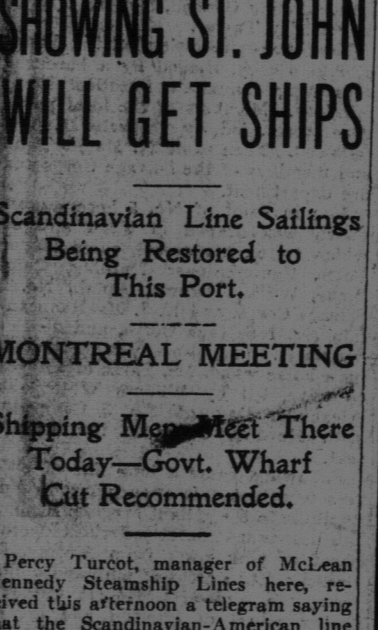 SHOWING ST. JOHN
WILL GET SHIPS
Scandinavian Line Sailings
Being Restored to
This Port.
MONTREAL MEETING
Shipping Men Meet There
Today—Govt. Wharf
Cut Recommended.
Percy Turcot, manager of McLean
ennedy Steamship Lines here, re-
ived this afternoon a telegram saying
at the Scandinavian-American line